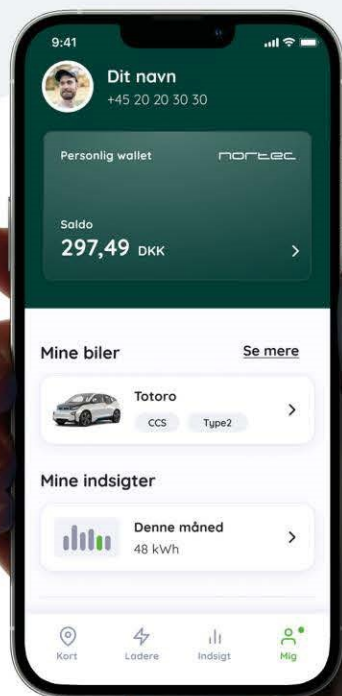 9:41
Dit navn
+45 20 20 30 30
Personlig wallet
nortec
Saldo
297,49 DKK
Mine biler
Se mere
Totoro
CCS
Type2
Mine indsigter
Denne måned
48 kWh
Kort
Ladere
Indsigt
Mig